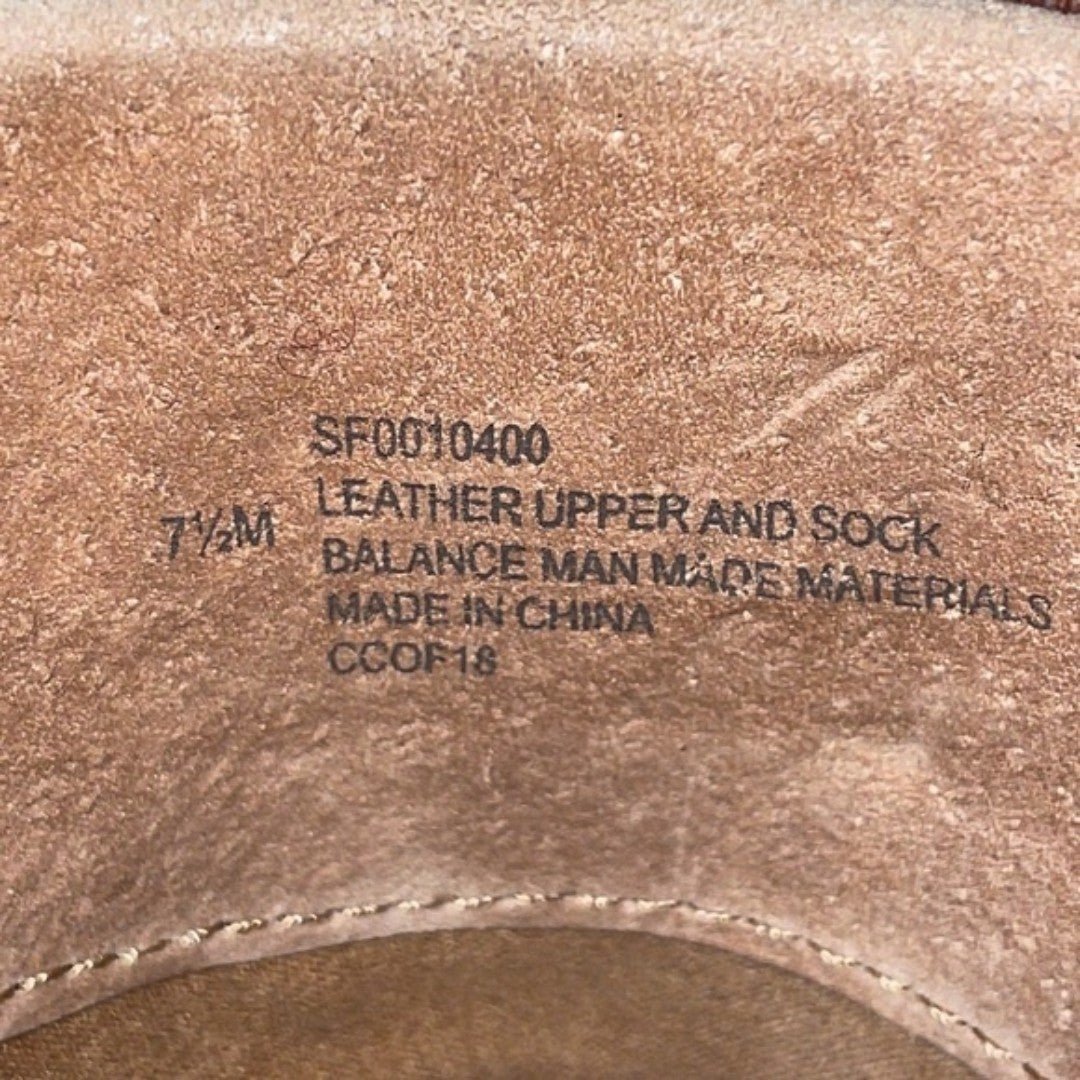 SF0010400
7½M
LEATHER UPPER AND SOCK
BALANCE MAN MADE MATERIALS
MADE IN CHINA
CCOF18